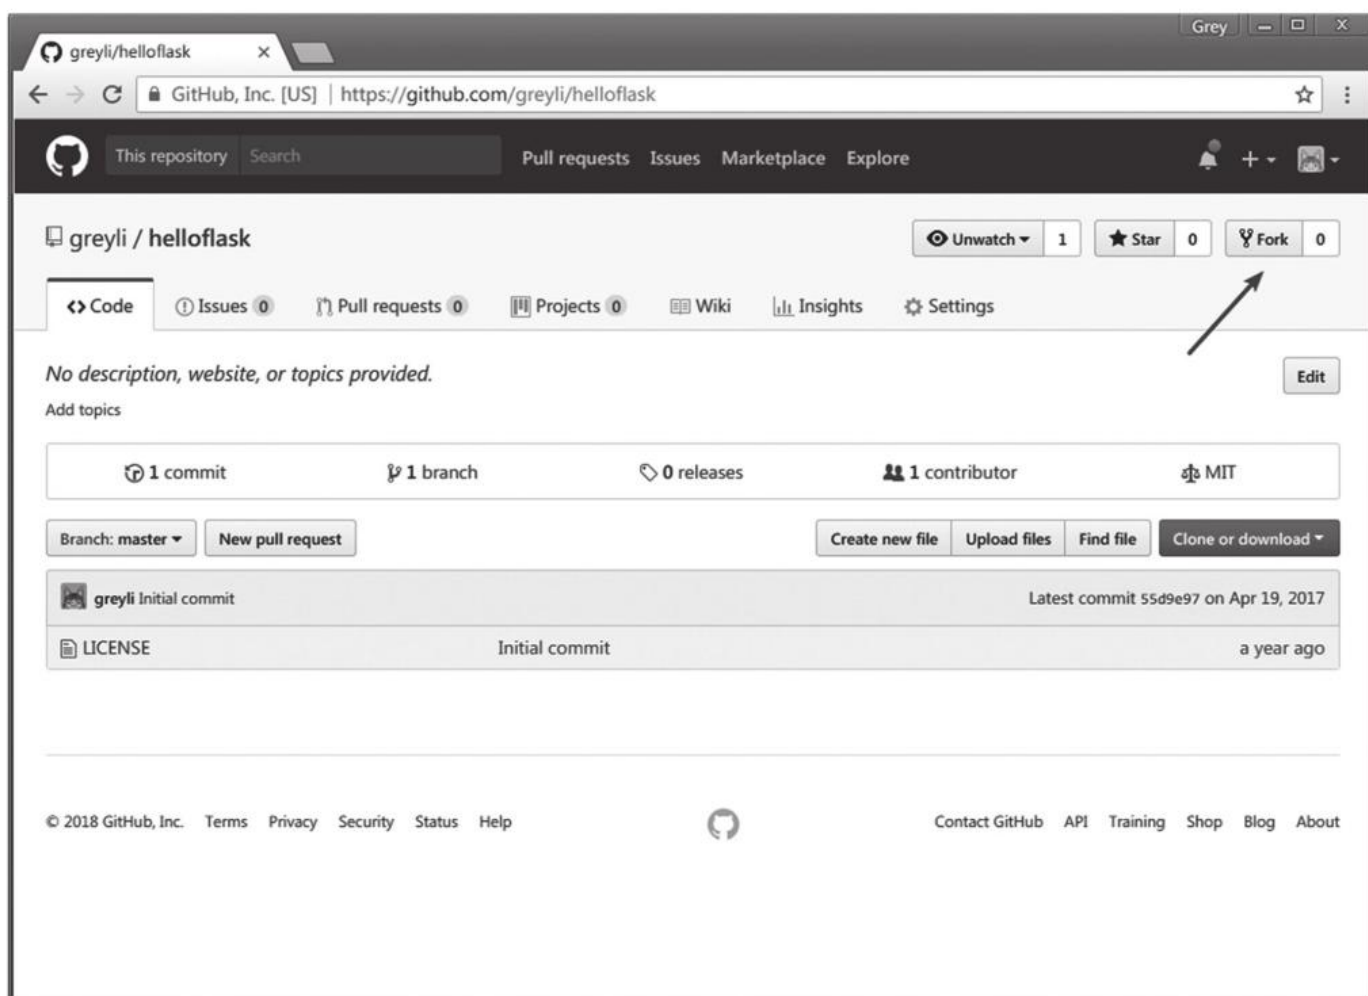 Grey
greyli/helloflask
GitHub, Inc. [US] | https://github.com/greyli/helloflask
This repository Search Pull requests Issues Marketplace Explore
greyli / helloflask Unwatch 1 Star 0 Fork 0
Code Issues 0 Pull requests 0 Projects 0 Wiki Insights Settings
No description, website, or topics provided. Edit
Add topics
1 commit 1 branch 0 releases 1 contributor MIT
Branch: master New pull request Create new file Upload files Find file Clone or download
greyli Initial commit Latest commit 55d9e97 on Apr 19, 2017
LICENSE Initial commit a year ago
© 2018 GitHub, Inc. Terms Privacy Security Status Help Contact GitHub API Training Shop Blog About